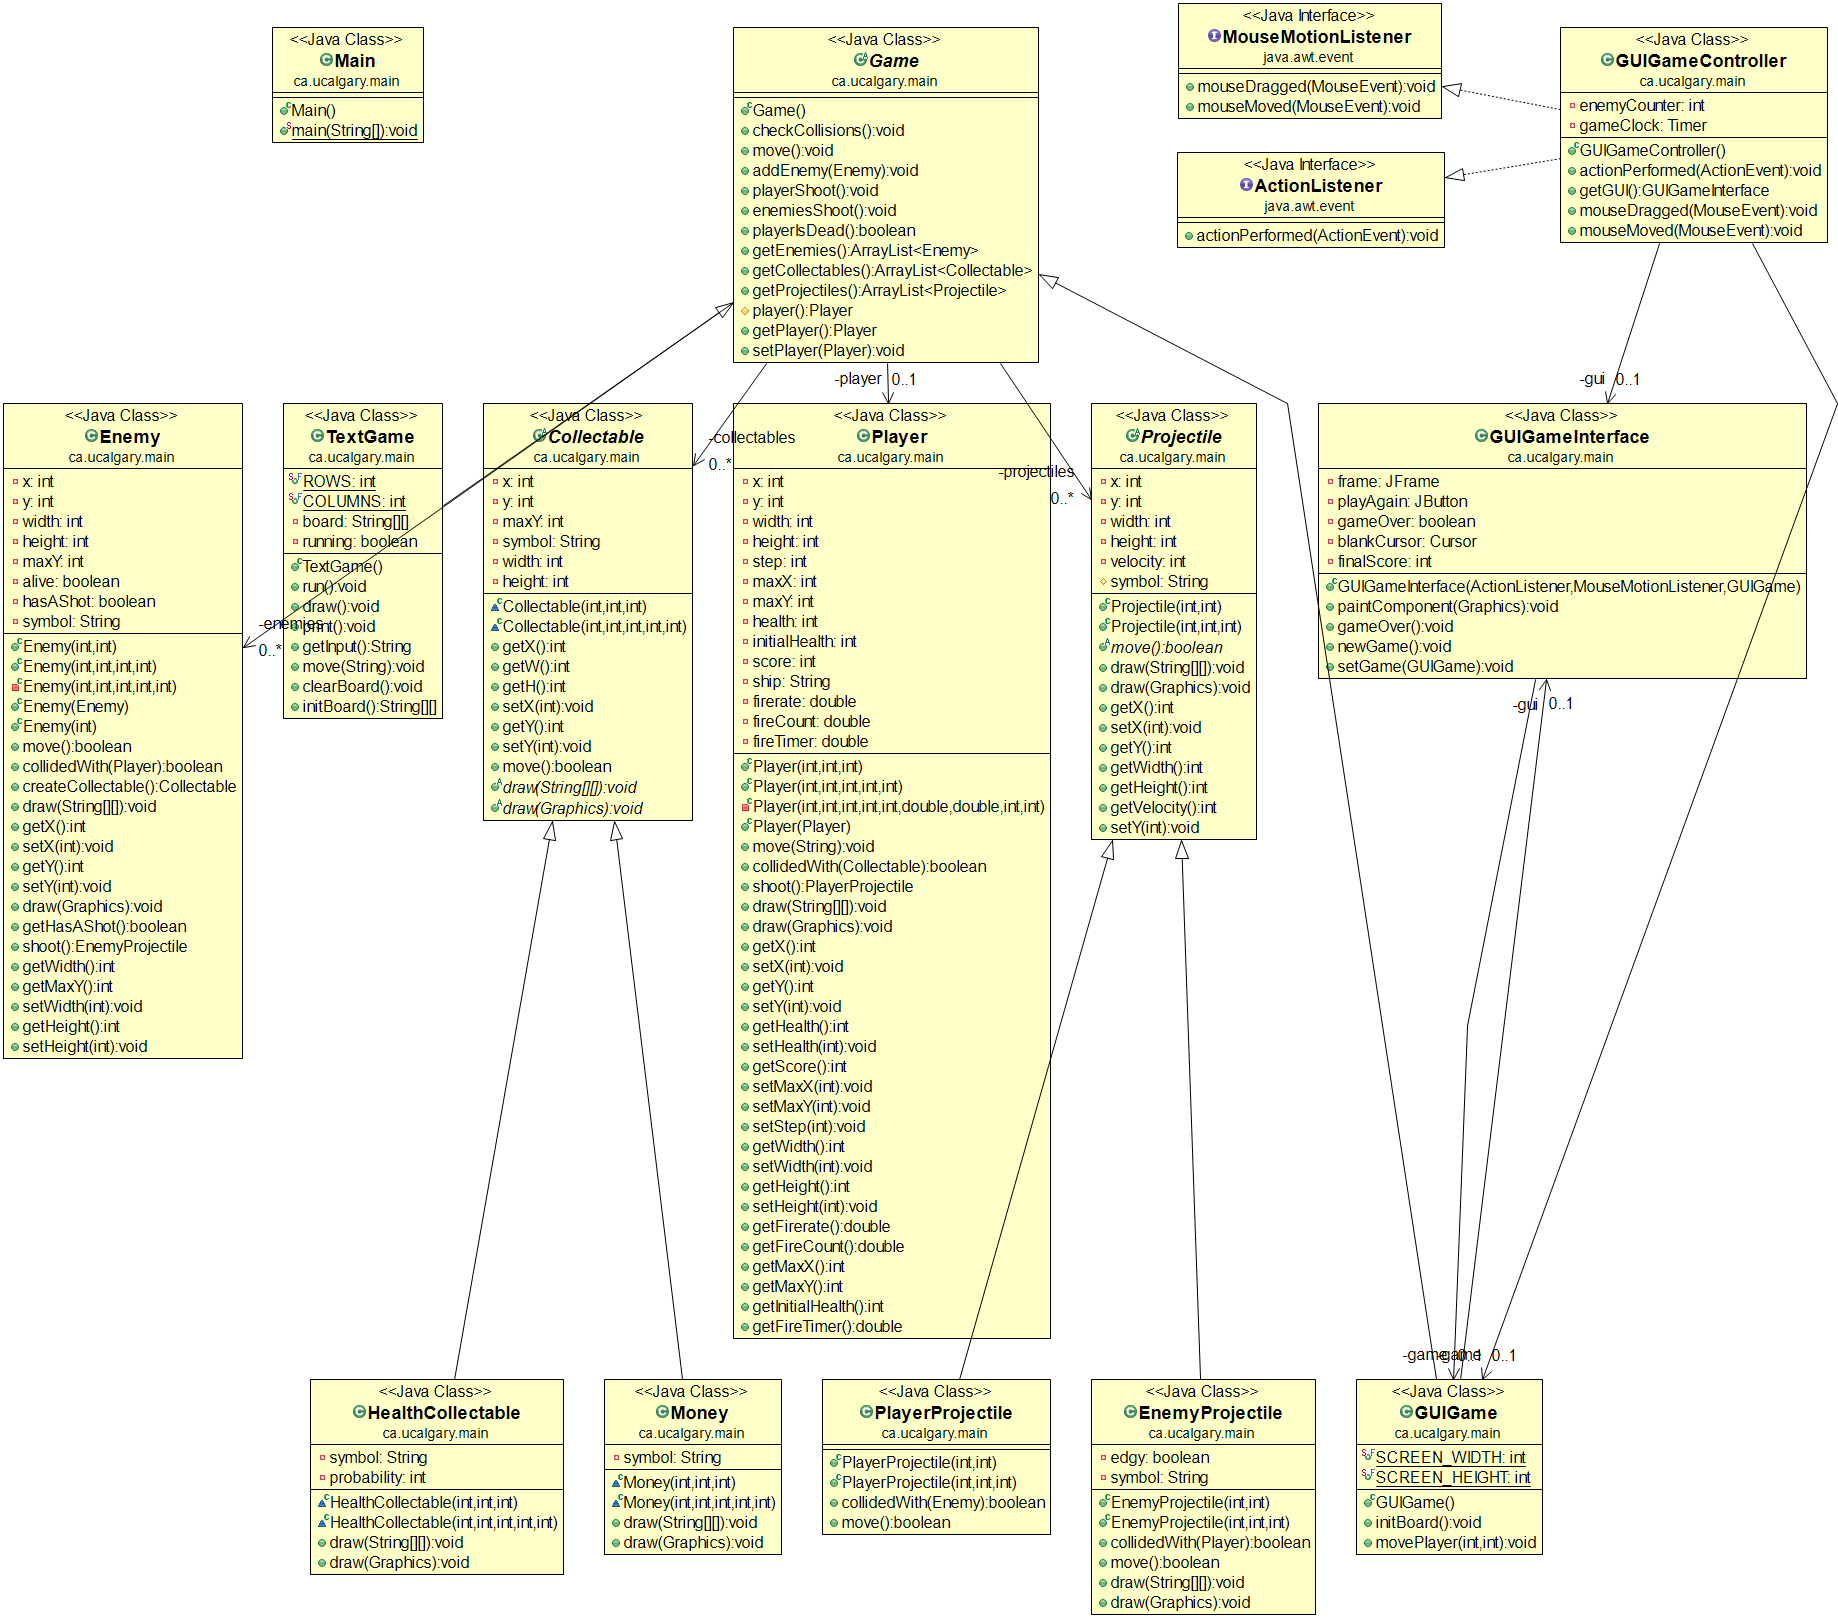 <<Java Class>>
Main
ca.ucalgary.main
Main()
main(String[]):void
<<Java Class>>
Game
ca.ucalgary.main
Game()
checkCollisions():void
move():void
addEnemy(Enemy):void
playerShoot():void
enemiesShoot():void
playerIsDead():boolean
getEnemies():ArrayList<Enemy>
getCollectables():ArrayList<Collectable>
getProjectiles():ArrayList<Projectile>
player():Player
getPlayer():Player
setPlayer(Player):void
<<Java Interface>>
MouseMotionListener
java.awt.event
mouseDragged(MouseEvent):void
mouseMoved(MouseEvent):void
<<Java Interface>>
ActionListener
java.awt.event
actionPerformed(ActionEvent):void
<<Java Class>>
GUIGameController
ca.ucalgary.main
enemyCounter: int
gameClock: Timer
GUIGameController()
actionPerformed(ActionEvent):void
getGUI():GUIGameInterface
mouseDragged(MouseEvent):void
mouseMoved(MouseEvent):void
-player 0..1
-gui 0..1
<<Java Class>>
Enemy
ca.ucalgary.main
x: int
y: int
width: int
height: int
maxY: int
alive: boolean
hasAShot: boolean
symbol: String
Enemy(int,int)
Enemy(int,int,int,int)
Enemy(int,int,int,int,int)
Enemy(Enemy)
Enemy(int)
move():boolean
collidedWith(Player):boolean
createCollectable():Collectable
draw(String[][]):void
getX():int
setX(int):void
getY():int
setY(int):void
draw(Graphics):void
getHasAShot():boolean
shoot():EnemyProjectile
getWidth():int
getMaxY():int
setWidth(int):void
getHeight():int
setHeight(int):void
-enemies
0..*
<<Java Class>>
TextGame
ca.ucalgary.main
ROWS: int
COLUMNS: int
board: String[][]
running: boolean
TextGame()
run():void
draw():void
print():void
getInput():String
move(String):void
clearBoard():void
initBoard():String[][]
<<Java Class>>
Collectable
ca.ucalgary.main
x: int
y: int
maxY: int
symbol: String
width: int
height: int
Collectable(int,int,int)
Collectable(int,int,int,int,int)
getX():int
getW():int
getH():int
setX(int):void
getY():int
setY(int):void
move():boolean
draw(String[][]):void
draw(Graphics):void
-collectables
0..*
<<Java Class>>
Player
ca.ucalgary.main
x: int
y: int
width: int
height: int
step: int
maxX: int
maxY: int
health: int
initialHealth: int
score: int
ship: String
firerate: double
fireCount: double
fireTimer: double
Player(int,int,int)
Player(int,int,int,int,int)
Player(int,int,int,int,int,double,double,int,int)
Player(Player)
move(String):void
collidedWith(Collectable):boolean
shoot():PlayerProjectile
draw(String[][]):void
draw(Graphics):void
getX():int
setX(int):void
getY():int
setY(int):void
getHealth():int
setHealth(int):void
getScore():int
setMaxX(int):void
setMaxY(int):void
setStep(int):void
getWidth():int
setWidth(int):void
getHeight():int
setHeight(int):void
getFirerate():double
getFireCount():double
getMaxX():int
getMaxY():int
getInitialHealth():int
getFireTimer():double
-projectiles
0..*
<<Java Class>>
Projectile
ca.ucalgary.main
x: int
y: int
width: int
height: int
velocity: int
symbol: String
Projectile(int,int)
Projectile(int,int,int)
move():boolean
draw(String[][]):void
draw(Graphics):void
getX():int
setX(int):void
getY():int
getWidth():int
getHeight():int
getVelocity():int
setY(int):void
<<Java Class>>
GUIGameInterface
ca.ucalgary.main
frame: JFrame
playAgain: JButton
gameOver: boolean
blankCursor: Cursor
finalScore: int
GUIGameInterface(ActionListener,MouseMotionListener,GUIGame)
paintComponent(Graphics):void
gameOver():void
newGame():void
setGame(GUIGame):void
-gui 0..1
-game 0..1
-game 0..1
<<Java Class>>
HealthCollectable
ca.ucalgary.main
symbol: String
probability: int
HealthCollectable(int,int,int)
HealthCollectable(int,int,int,int,int)
draw(String[][]):void
draw(Graphics):void
<<Java Class>>
Money
ca.ucalgary.main
symbol: String
Money(int,int,int)
Money(int,int,int,int,int)
draw(String[][]):void
draw(Graphics):void
<<Java Class>>
PlayerProjectile
ca.ucalgary.main
PlayerProjectile(int,int)
PlayerProjectile(int,int,int)
collidedWith(Enemy):boolean
move():boolean
<<Java Class>>
EnemyProjectile
ca.ucalgary.main
edgy: boolean
symbol: String
EnemyProjectile(int,int)
EnemyProjectile(int,int,int)
collidedWith(Player):boolean
move():boolean
draw(String[][]):void
draw(Graphics):void
<<Java Class>>
GUIGame
ca.ucalgary.main
SCREEN_WIDTH: int
SCREEN_HEIGHT: int
GUIGame()
initBoard():void
movePlayer(int,int):void